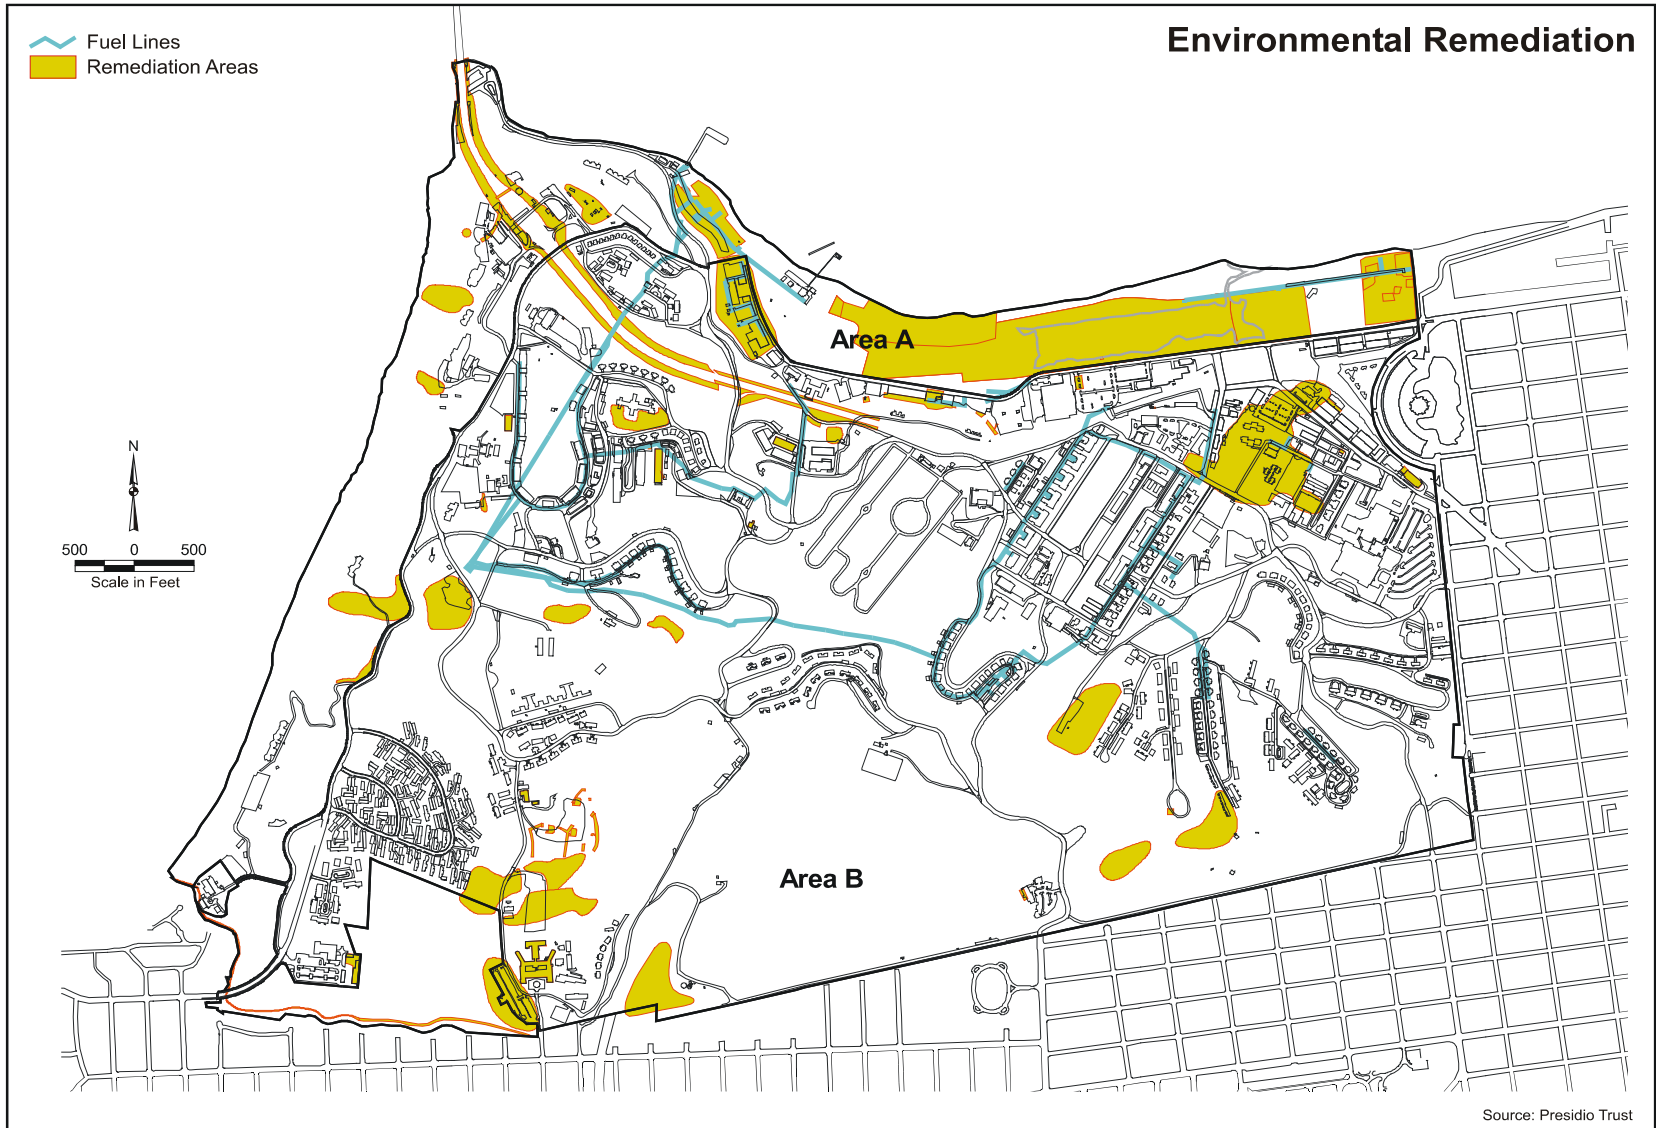 Environmental Remediation
Fuel Lines
Remediation Areas
Area A
N
500 0 500
Scale in Feet
Area B
Source: Presidio Trust